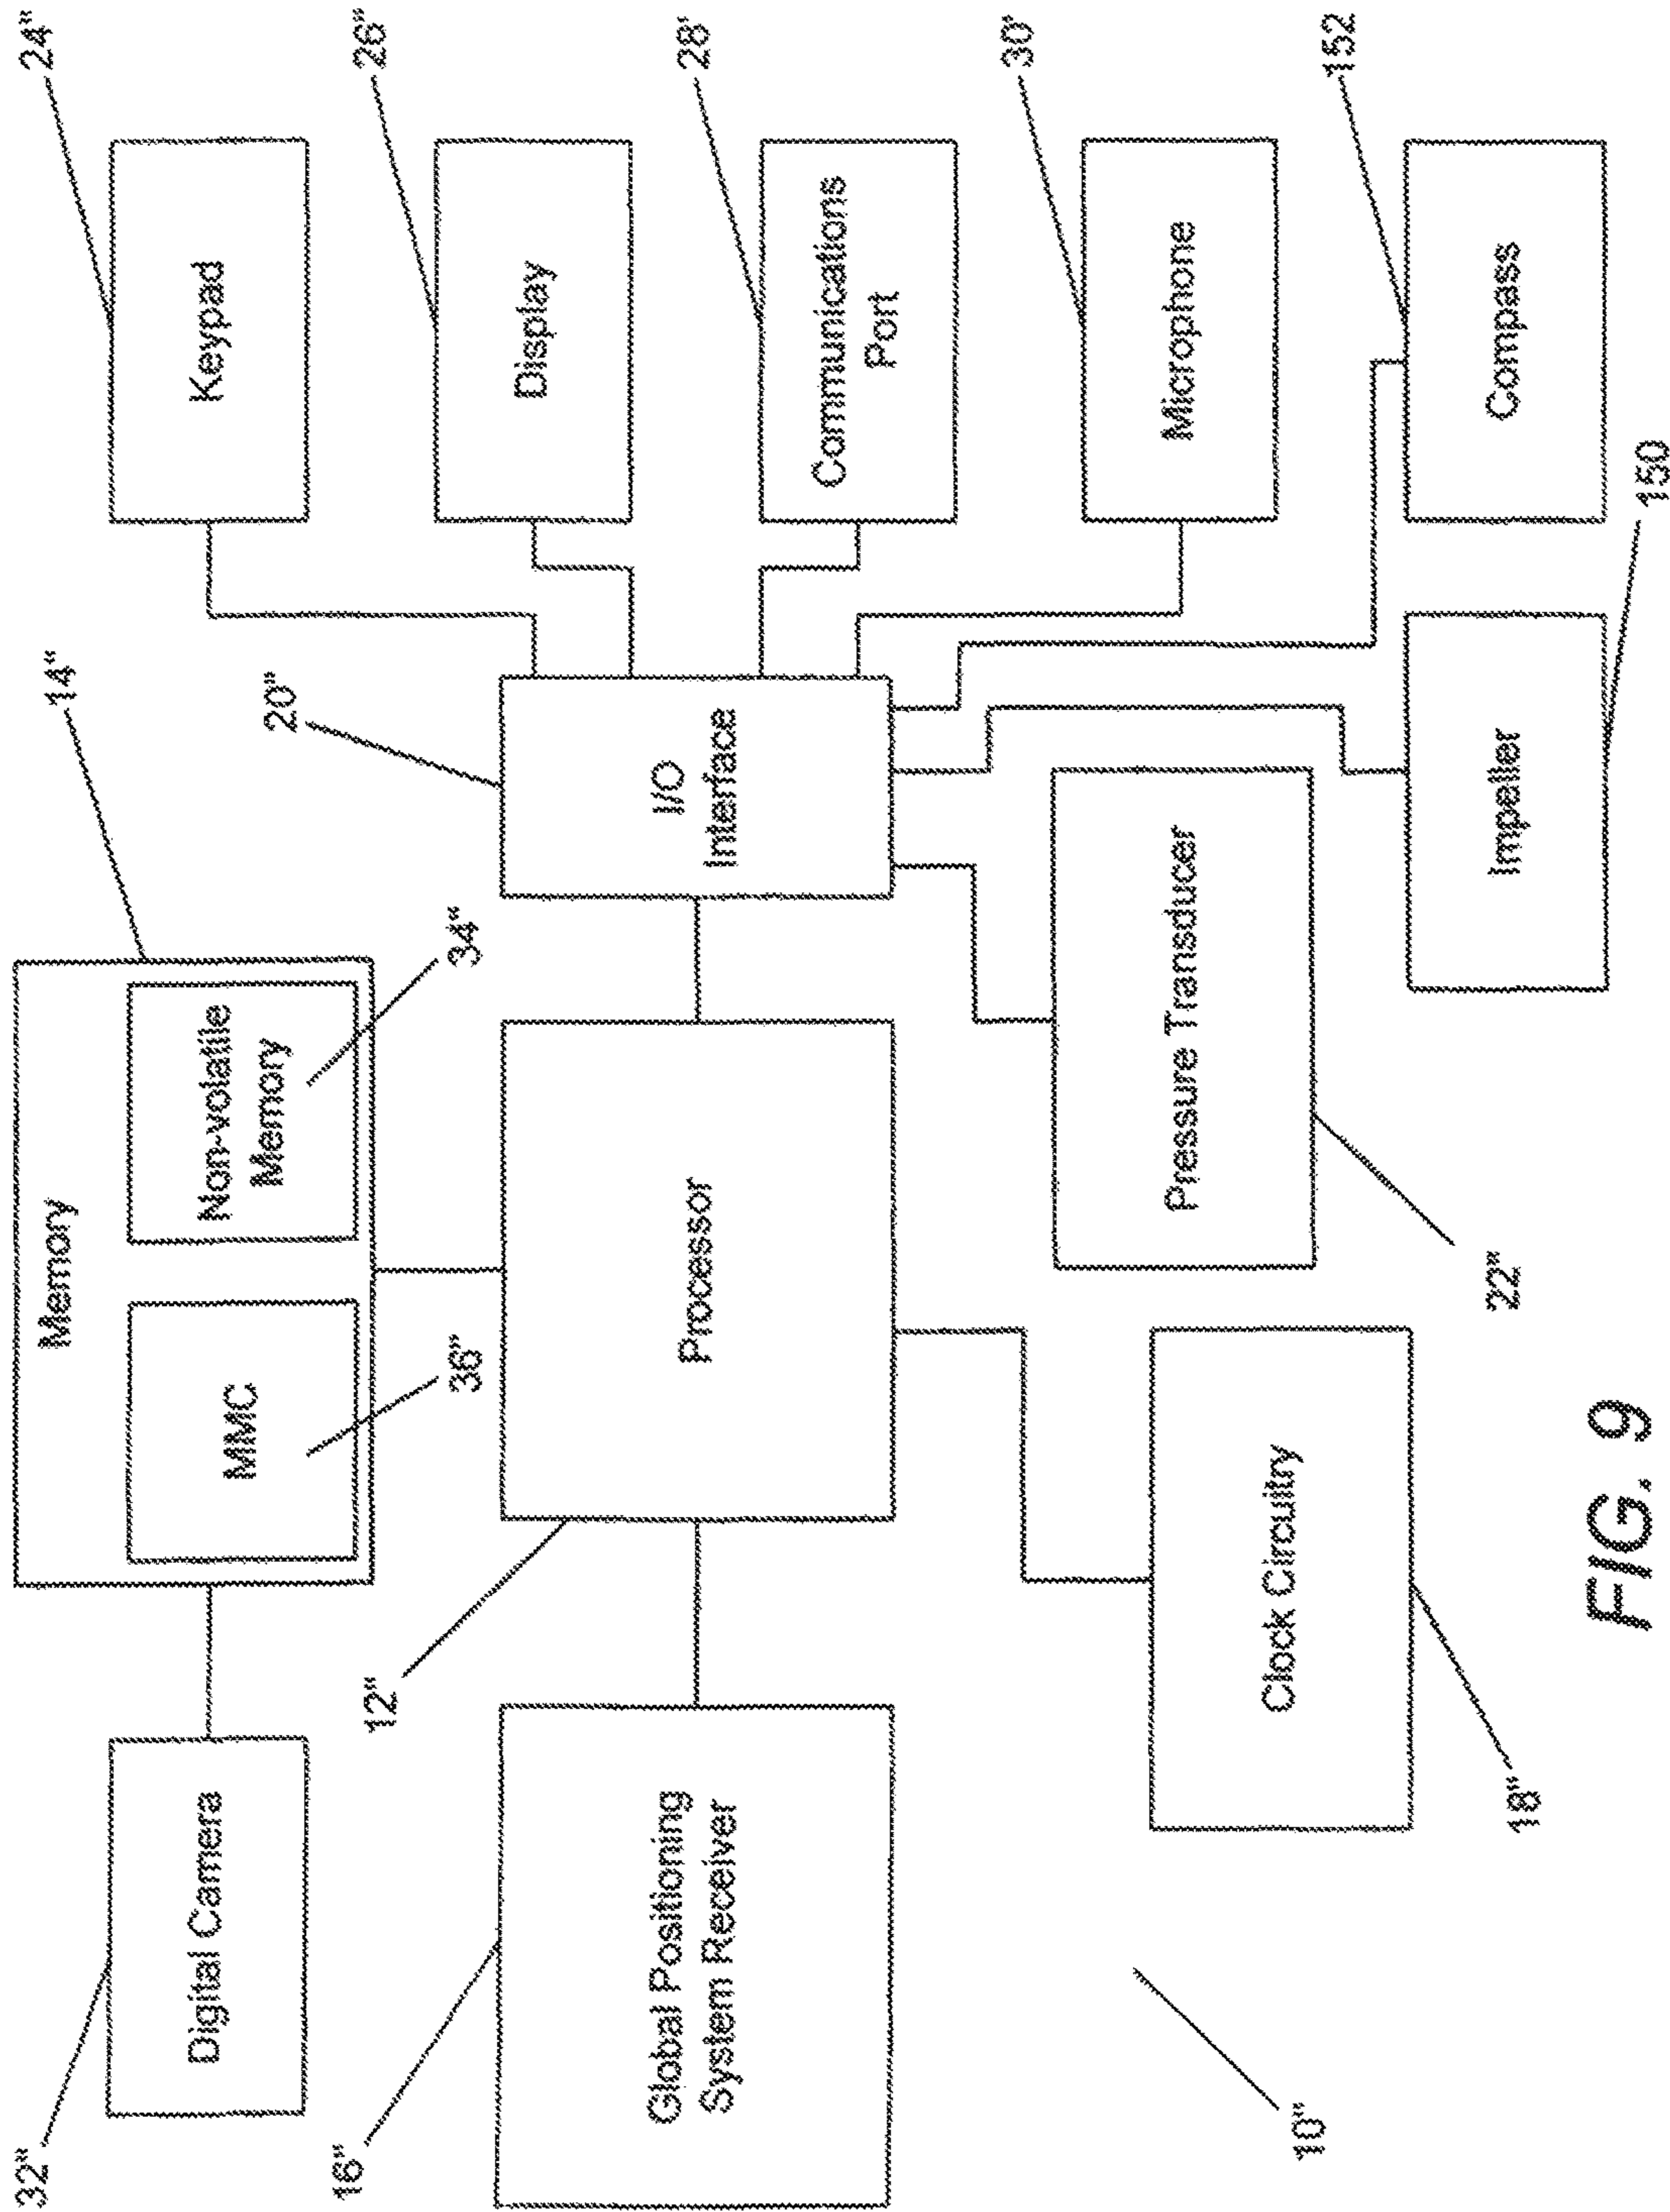 32"
14"
24"
Memory
Digital Camera
MMC
Non-volatile
Memory
Keypad
20"
16"
12"
36"
34"
26"
Global Positioning
System Receiver
Processor
I/O
Interface
Display
28'
Communications
Port
10"
Clock Circuitry
Pressure Transducer
30'
Microphone
18"
22"
Impeller
152
Compass
150
FIG. 9